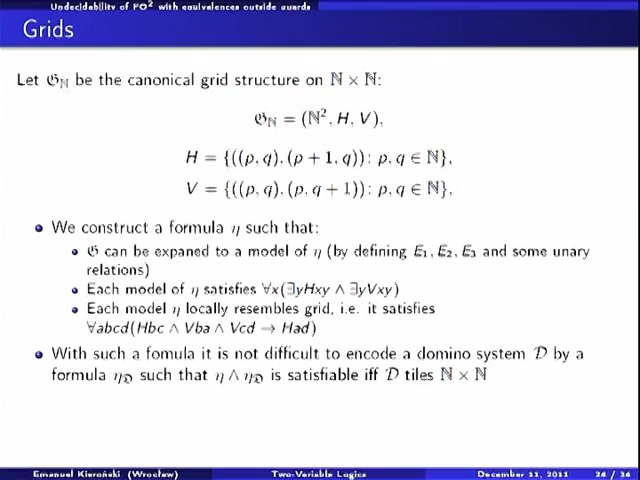 Undecidability of FO² with equivalences outside guards
Grids
Let 𝔊ℕ be the canonical grid structure on ℕ × ℕ:
𝔊ℕ = (ℕ², H, V),
H = {((p, q), (p + 1, q)): p, q ∈ ℕ},
V = {((p, q), (p, q + 1)): p, q ∈ ℕ},
• We construct a formula η such that:
• 𝔊 can be expaned to a model of η (by defining E₁, E₂, E₃ and some unary
relations)
• Each model of η satisfies ∀x(∃yHxy ∧ ∃yVxy)
• Each model η locally resembles grid, i.e. it satisfies
∀abcd(Hbc ∧ Vba ∧ Vcd → Had)
• With such a fomula it is not difficult to encode a domino system 𝒟 by a
formula η𝒟 such that η ∧ η𝒟 is satisfiable iff 𝒟 tiles ℕ × ℕ
Emanuel Kieroński (Wrocław) Two-Variable Logics December 11, 2011 24 / 36